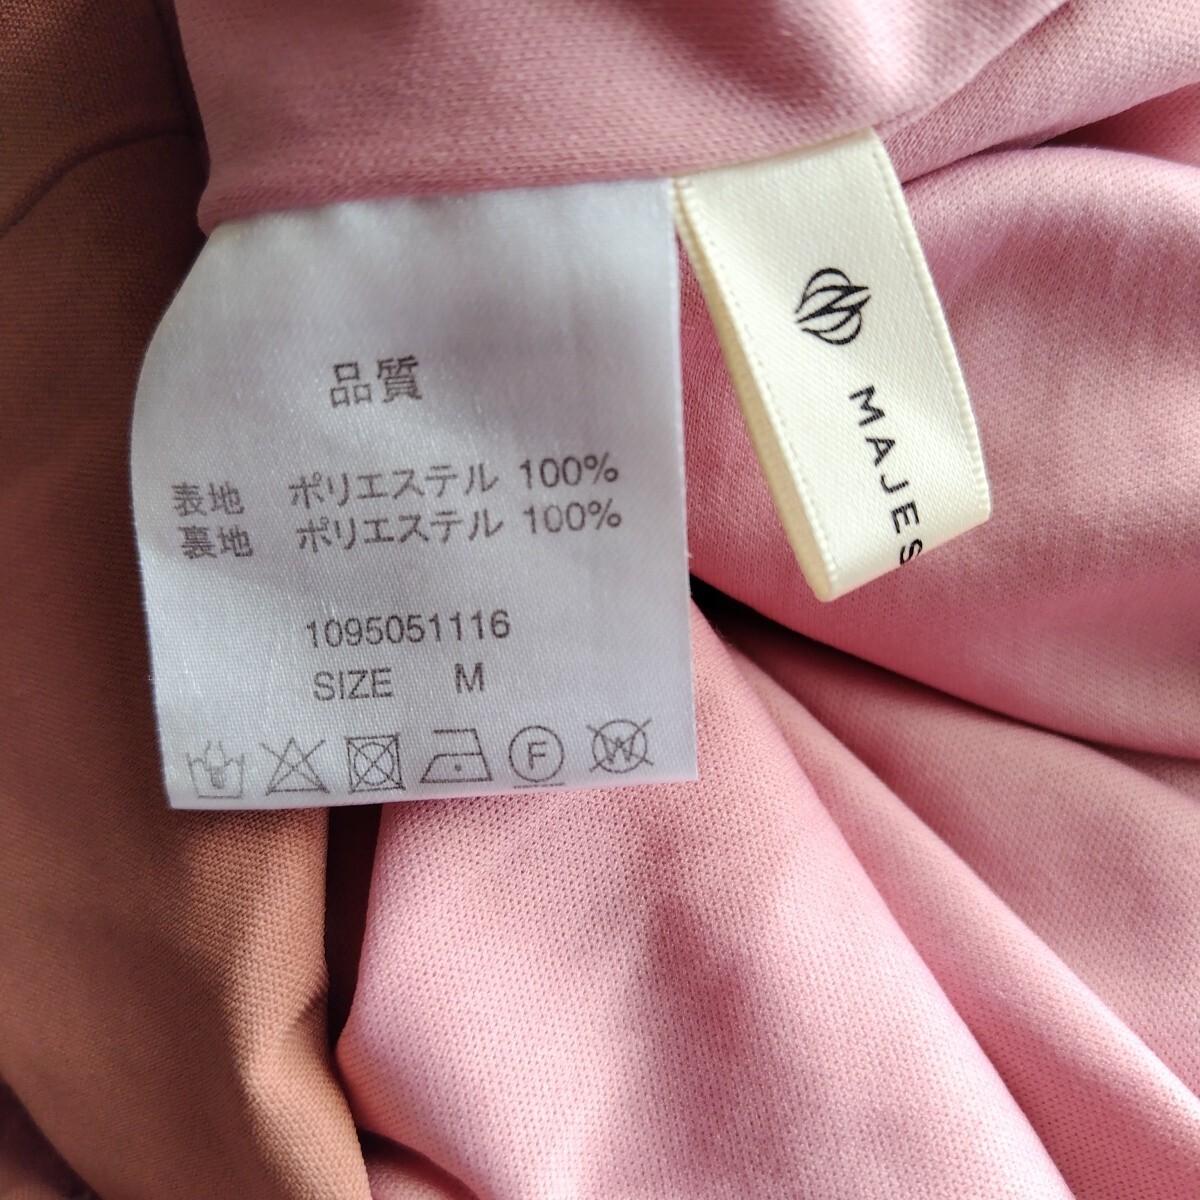 品質
表地 ポリエステル 100%
裏地 ポリエステル 100%
1095051116
SIZE M
F
W
MAJES